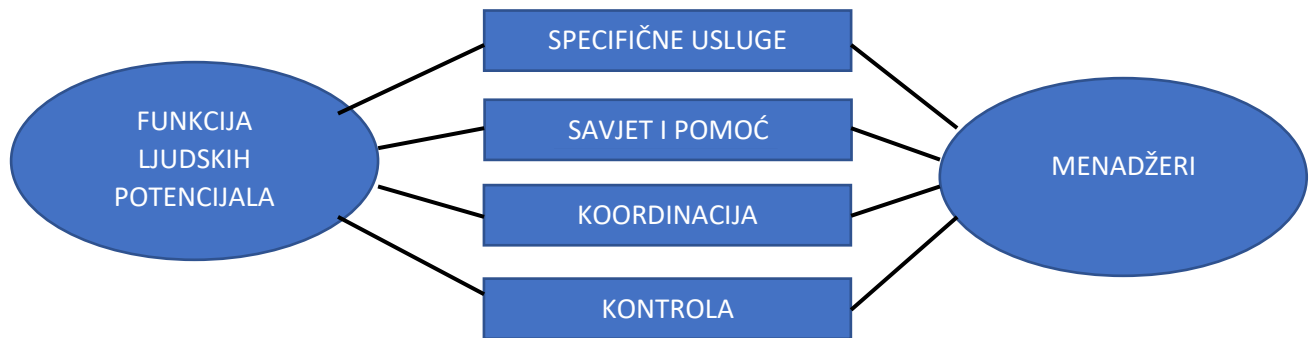 FUNKCIJA
LJUDSKIH
POTENCIJALA
SPECIFIČNE USLUGE
SAVJET I POMOĆ
KOORDINACIJA
KONTROLA
MENADŽERI